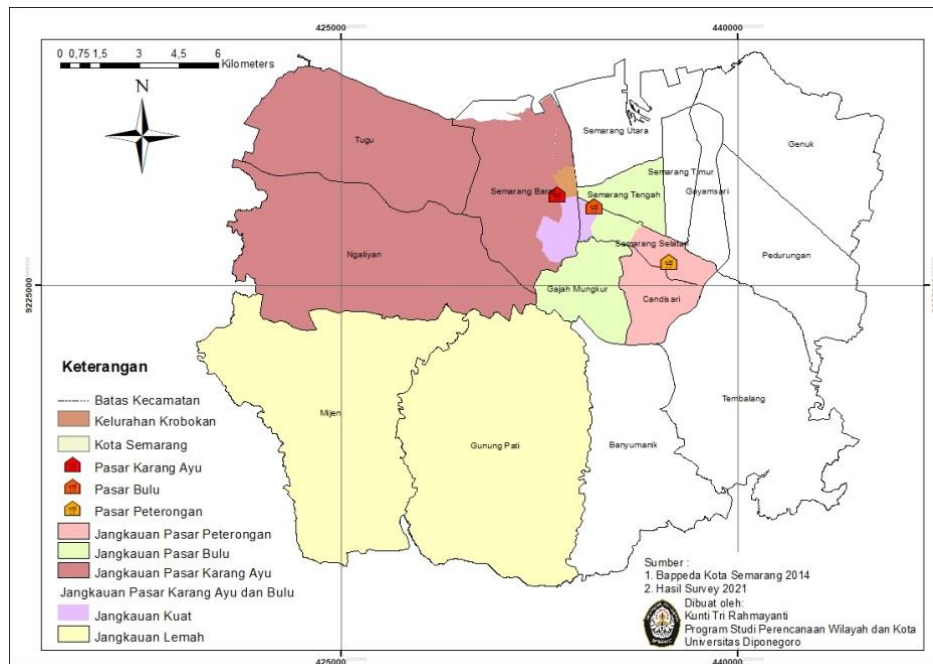 425000
440000
0 0,75 1,5 3 4,5 6
Kilometers
N
Semarang Utara
Genuk
Tugu
Semarang Timur
Gayamsari
Semarang Barat
Semarang Tengah
Semarang Selatan
Ngaliyan
Pedurungan
9225000
Gajah Mungkur
Candisari
Keterangan
Batas Kecamatan
Kelurahan Krobokan
Kota Semarang
Pasar Karang Ayu
Pasar Bulu
Pasar Peterongan
Jangkauan Pasar Peterongan
Jangkauan Pasar Bulu
Jangkauan Pasar Karang Ayu
Jangkauan Pasar Karang Ayu dan Bulu
Jangkauan Kuat
Jangkauan Lemah
Mijen
Gunung Pati
Banyumanik
Tembalang
Sumber :
1. Bappeda Kota Semarang 2014
2. Hasil Survey 2021
Dibuat oleh:
Kunti Tri Rahmayanti
Program Studi Perencanaan Wilayah dan Kota
Universitas Diponegoro
425000
440000